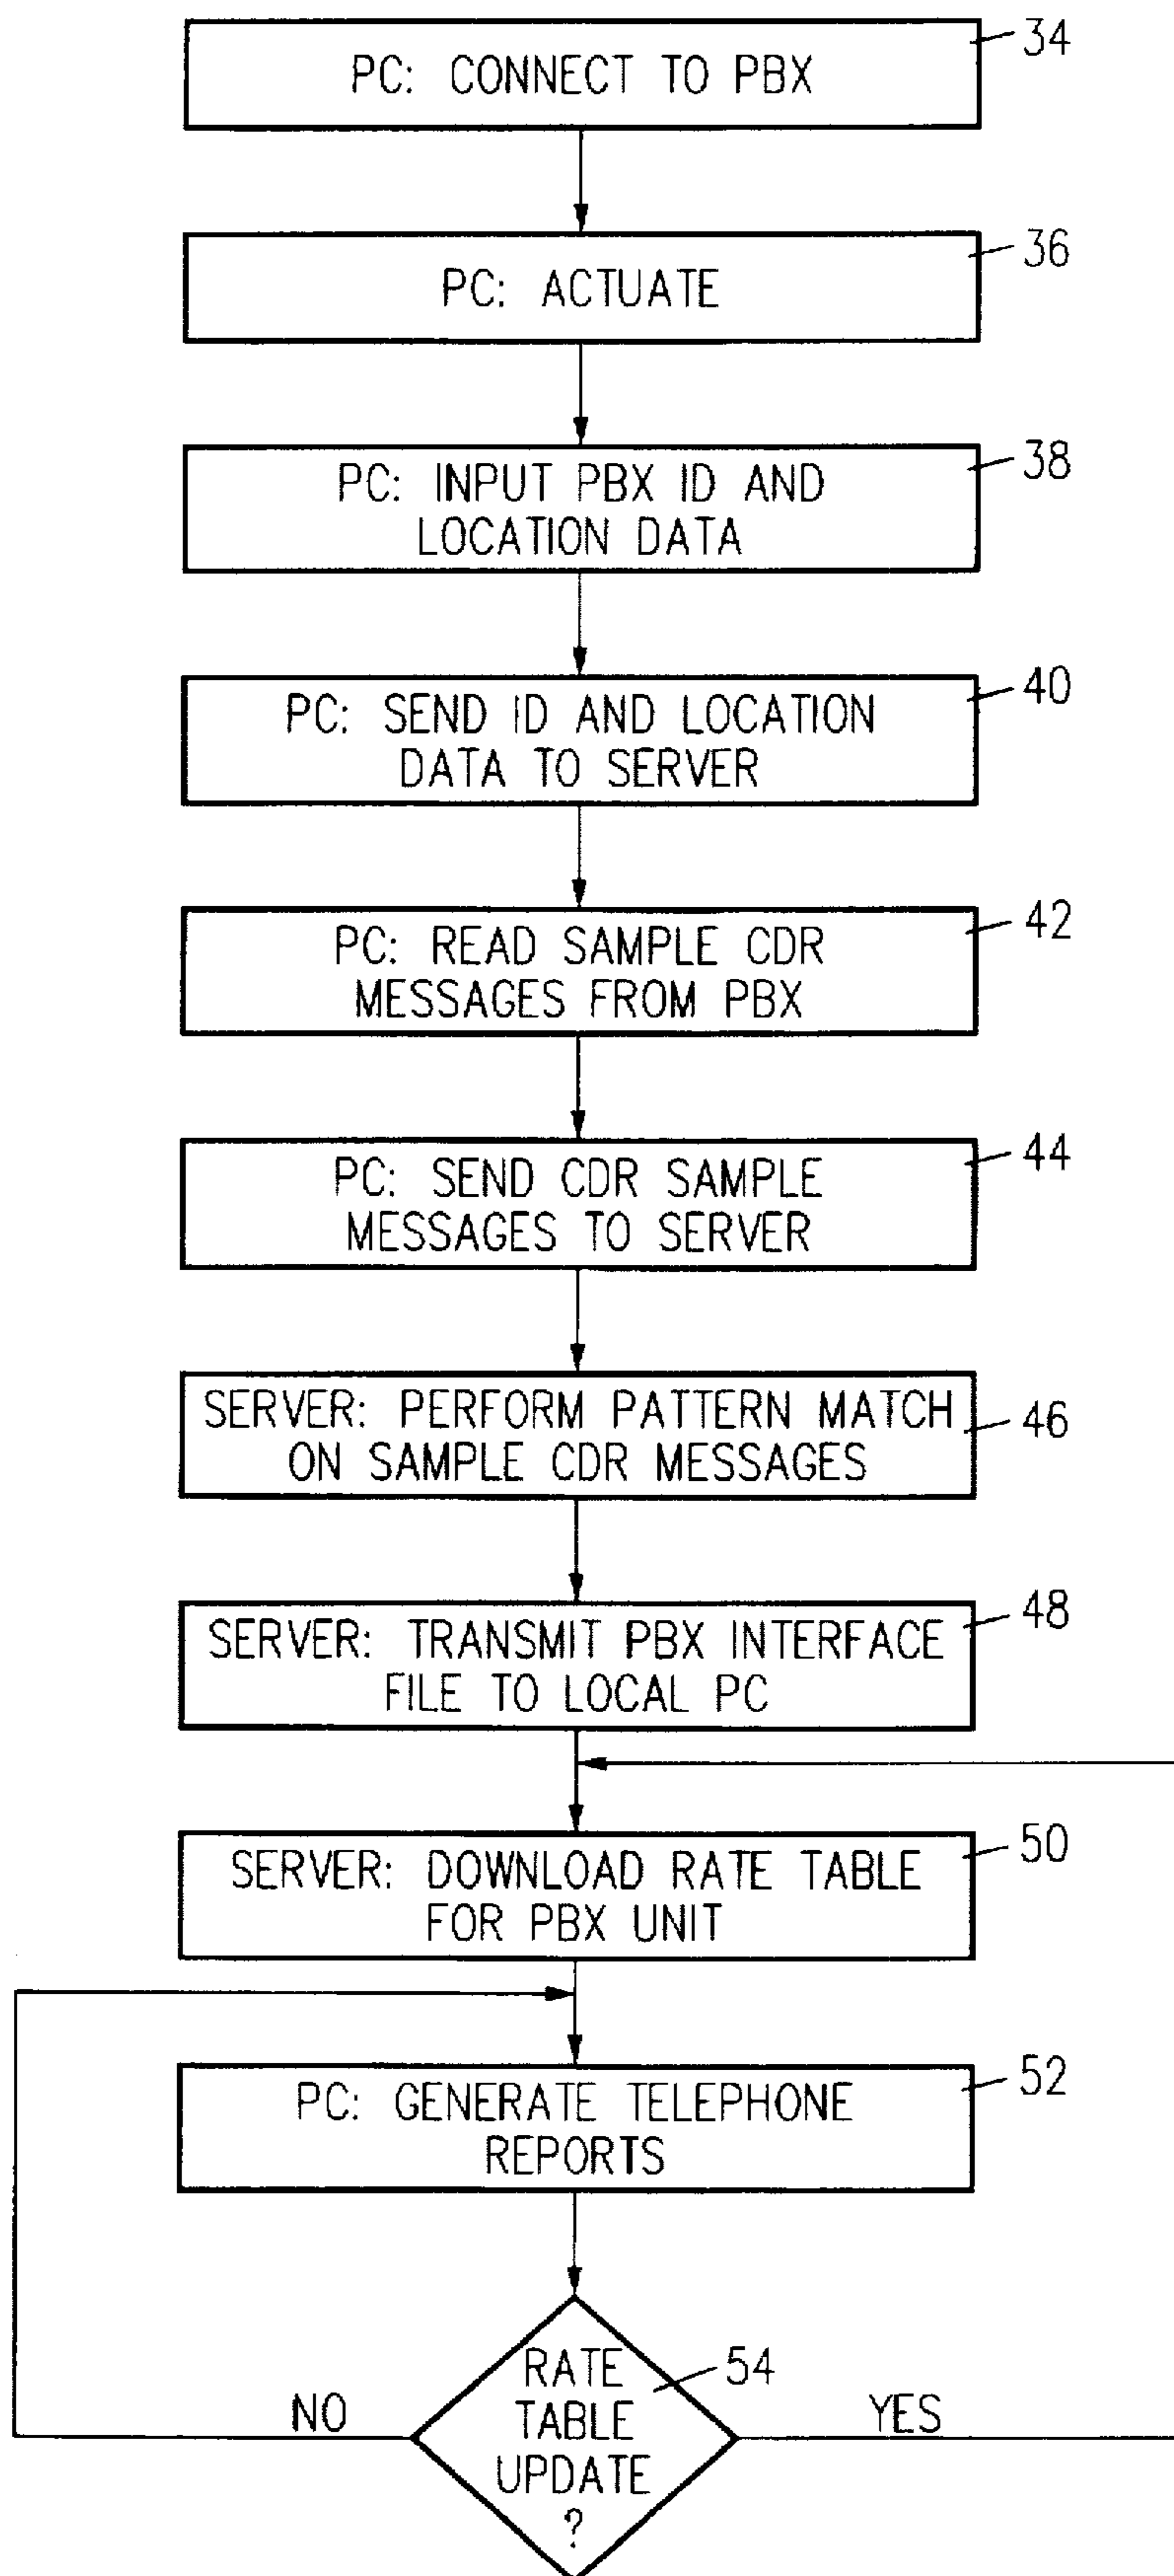 PC: CONNECT TO PBX
34
PC: ACTUATE
36
PC: INPUT PBX ID AND
LOCATION DATA
38
PC: SEND ID AND LOCATION
DATA TO SERVER
40
PC: READ SAMPLE CDR
MESSAGES FROM PBX
42
PC: SEND CDR SAMPLE
MESSAGES TO SERVER
44
SERVER: PERFORM PATTERN MATCH
ON SAMPLE CDR MESSAGES
46
SERVER: TRANSMIT PBX INTERFACE
FILE TO LOCAL PC
48
SERVER: DOWNLOAD RATE TABLE
FOR PBX UNIT
50
PC: GENERATE TELEPHONE
REPORTS
52
RATE
TABLE
UPDATE
?
54
NO
YES